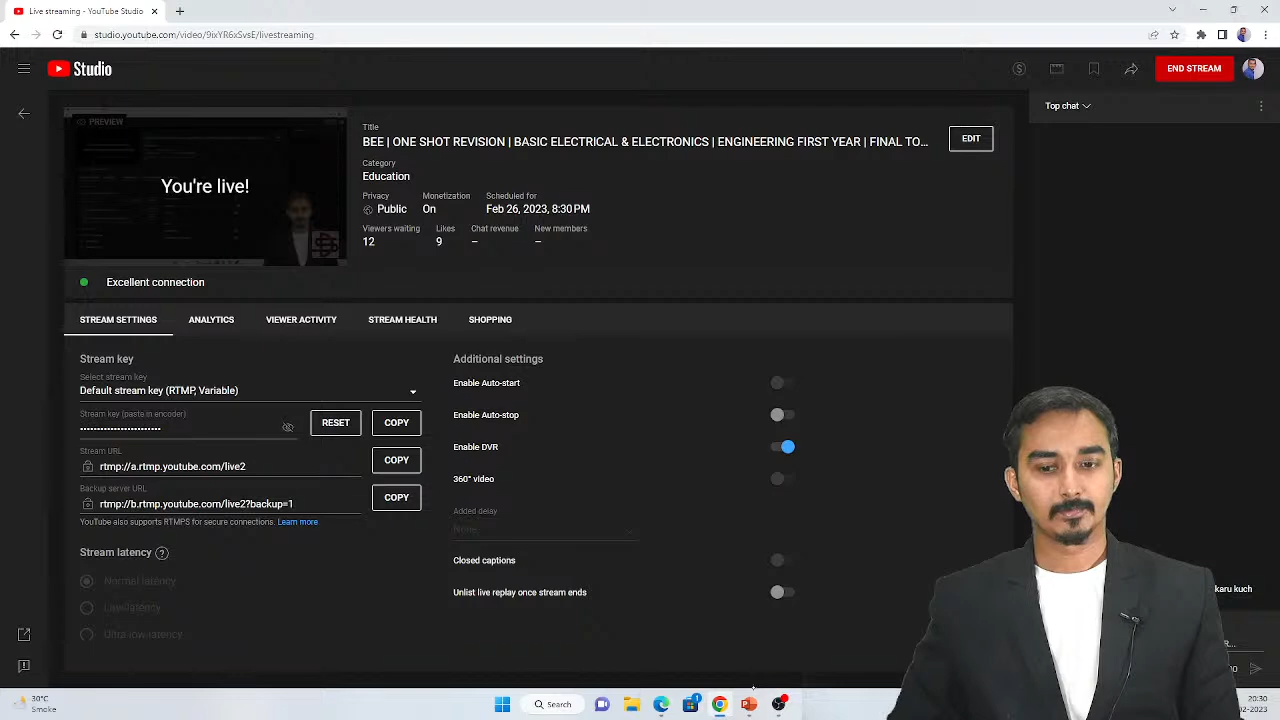 Live streaming - YouTube Studio
studio.youtube.com/video/9ixYR6xSvsE/livestreaming
Studio
END STREAM
PREVIEW
You're live!
Title
BEE | ONE SHOT REVISION | BASIC ELECTRICAL & ELECTRONICS | ENGINEERING FIRST YEAR | FINAL TO...
EDIT
Category
Education
Privacy Monetization Scheduled for
Public On Feb 26, 2023, 8:30 PM
Viewers waiting Likes Chat revenue New members
12 9 – –
Top chat
Excellent connection
STREAM SETTINGS ANALYTICS VIEWER ACTIVITY STREAM HEALTH SHOPPING
Stream key
Select stream key
Default stream key (RTMP, Variable)
Stream key (paste in encoder)
RESET COPY
Stream URL
rtmp://a.rtmp.youtube.com/live2
COPY
Backup server URL
rtmp://b.rtmp.youtube.com/live2?backup=1
COPY
YouTube also supports RTMPS for secure connections. Learn more
Stream latency ?
Normal latency
Low latency
Ultra low-latency
Additional settings
Enable Auto-start
Enable Auto-stop
Enable DVR
360° video
Added delay
None
Closed captions
Unlist live replay once stream ends
karu kuch
30°C
Smoke
Search
1
20:30
02-2023